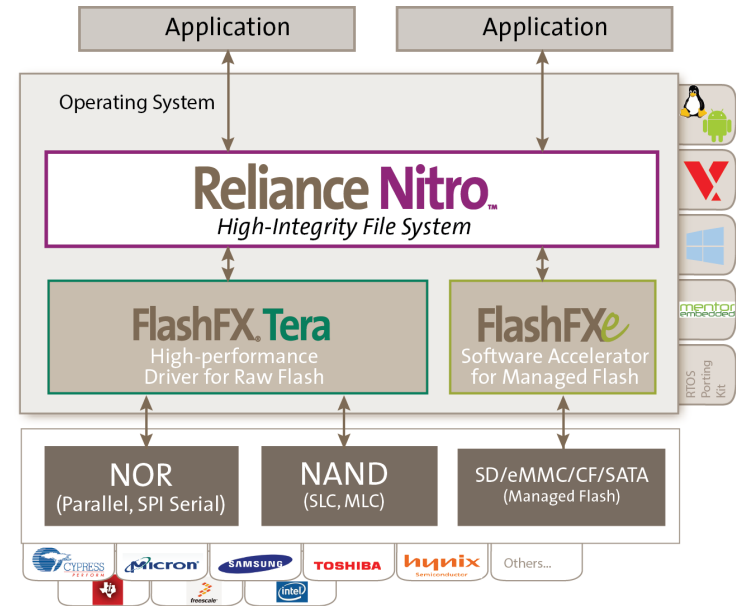 Application
Application
Operating System
Reliance Nitro™
High-Integrity File System
FlashFX® Tera
High-performance
Driver for Raw Flash
FlashFXe
Software Accelerator
for Managed Flash
mentor
embedded
RTOS
Porting
Kit
NOR
(Parallel, SPI Serial)
NAND
(SLC, MLC)
SD/eMMC/CF/SATA
(Managed Flash)
CYPRESS
PERFORM
Micron
SAMSUNG
TOSHIBA
hynix
Semiconductor
Others...
freescale
intel